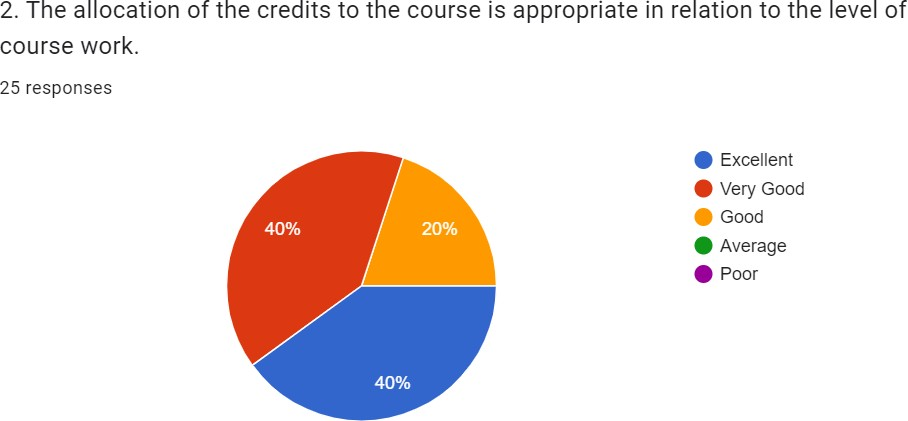 2. The allocation of the credits to the course is appropriate in relation to the level of
course work.
25 responses
40%
20%
40%
Excellent
Very Good
Good
Average
Poor